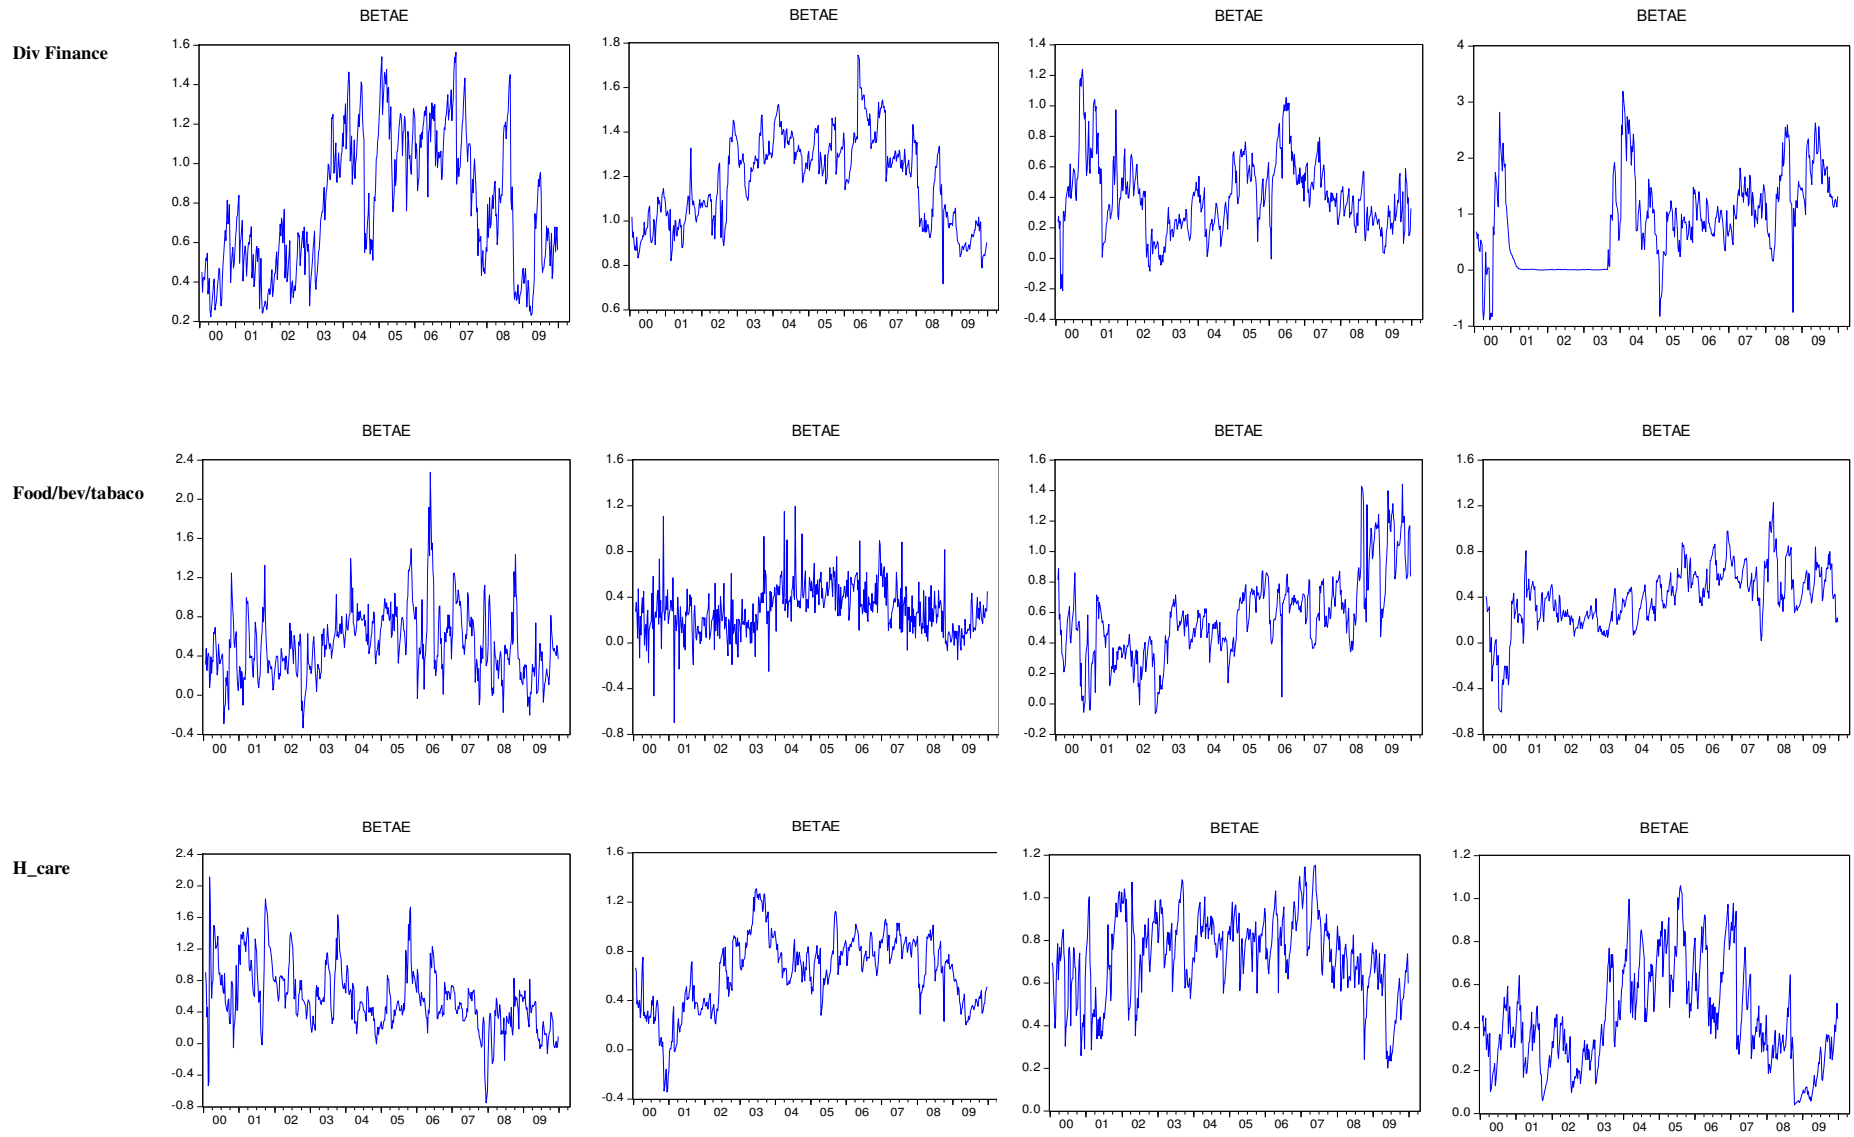 BETAE BETAE BETAE BETAE
Div Finance
1.6 1.4 1.2 1.0 0.8 0.6 0.4 0.2
00 01 02 03 04 05 06 07 08 09
1.8 1.6 1.4 1.2 1.0 0.8 0.6
00 01 02 03 04 05 06 07 08 09
1.4 1.2 1.0 0.8 0.6 0.4 0.2 0.0 -0.2 -0.4
00 01 02 03 04 05 06 07 08 09
4 3 2 1 0 -1
00 01 02 03 04 05 06 07 08 09
BETAE BETAE BETAE BETAE
Food/bev/tabaco
2.4 2.0 1.6 1.2 0.8 0.4 0.0 -0.4
00 01 02 03 04 05 06 07 08 09
1.6 1.2 0.8 0.4 0.0 -0.4 -0.8
00 01 02 03 04 05 06 07 08 09
1.6 1.4 1.2 1.0 0.8 0.6 0.4 0.2 0.0 -0.2
00 01 02 03 04 05 06 07 08 09
1.6 1.2 0.8 0.4 0.0 -0.4 -0.8
00 01 02 03 04 05 06 07 08 09
BETAE BETAE BETAE BETAE
H_care
2.4 2.0 1.6 1.2 0.8 0.4 0.0 -0.4 -0.8
00 01 02 03 04 05 06 07 08 09
1.6 1.2 0.8 0.4 0.0 -0.4
00 01 02 03 04 05 06 07 08 09
1.2 1.0 0.8 0.6 0.4 0.2 0.0
00 01 02 03 04 05 06 07 08 09
1.2 1.0 0.8 0.6 0.4 0.2 0.0
00 01 02 03 04 05 06 07 08 09